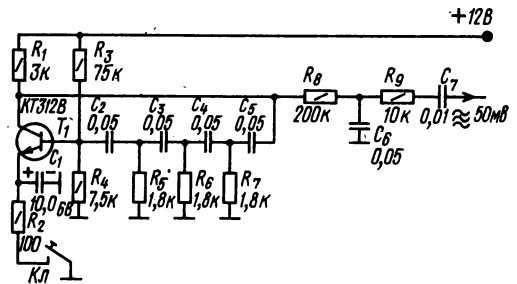 +12В
R1
3к
R3
75к
КТ312В
T1
C1
C2
0,05
C3
0,05
C4
0,05
C5
0,05
R8
200к
R9
10к
C7
0,01
≈ 50мВ
C6
0,05
+ −
10,0 6В
R4
7,5к
R5
1,8к
R6
1,8к
R7
1,8к
R2
100
Кл